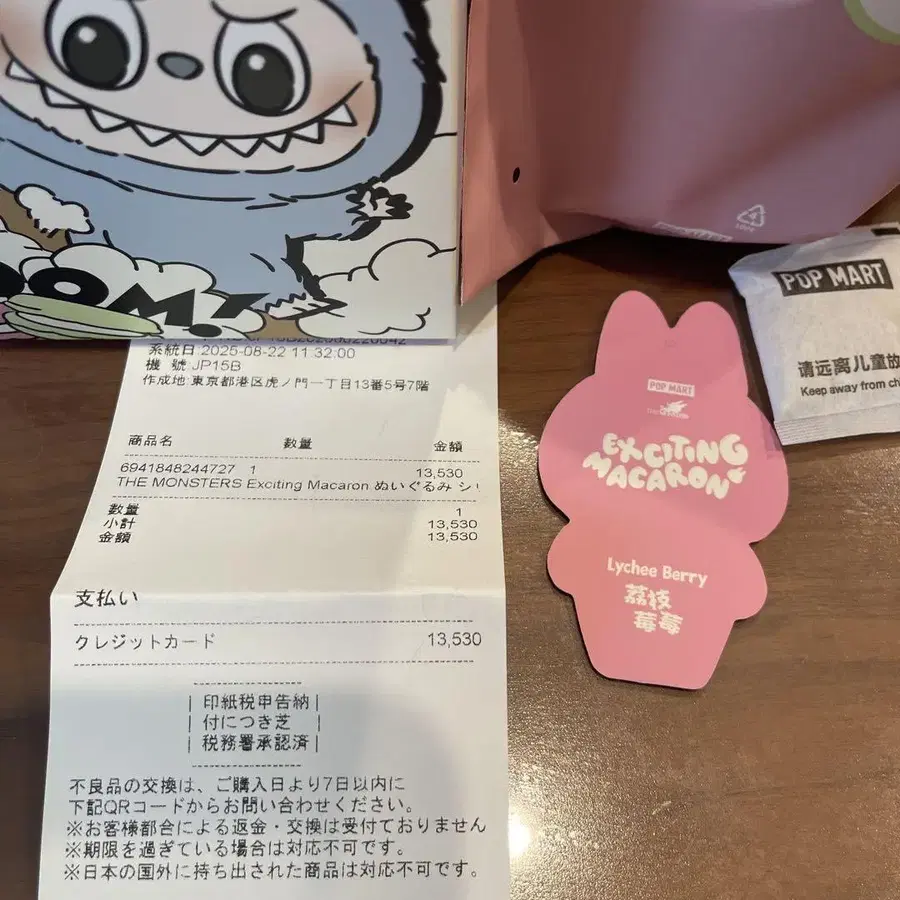 OM!
系統日:2025-08-22 11:32:00
機 號:JP15B
作成地:東京都港区虎ノ門一丁目13番5号7階
商品名 数量 金額
6941848244727 1 13,530
THE MONSTERS Exciting Macaron ぬいぐるみ シ
数量 1
小計 13,530
金額 13,530
支払い
クレジットカード 13,530
印紙税申告納
付につき芝
税務署承認済
不良品の交換は、ご購入日より7日以内に
下記QRコードからお問い合わせください。
※お客様都合による返金・交換は受付ておりません
※期限を過ぎている場合は対応不可です。
※日本の国外に持ち出された商品は対応不可です。
POP MART
EXCITING
MACARON
Lychee Berry
荔枝
莓莓
POP MART
请远离儿童放
Keep away from ch